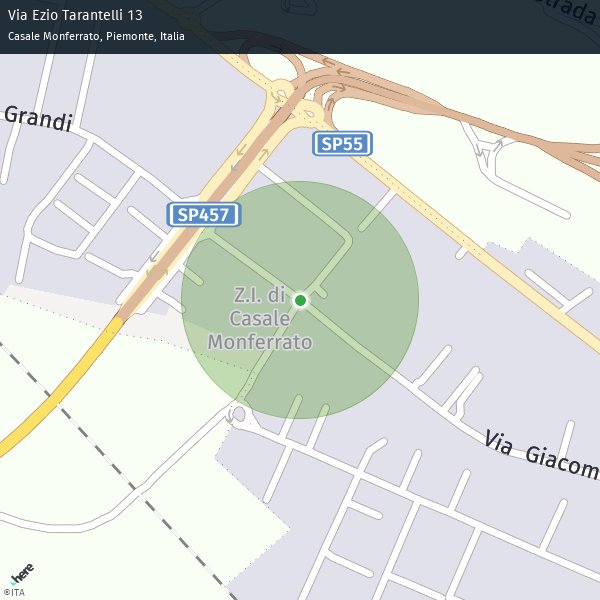 Via Ezio Tarantelli 13
Casale Monferrato, Piemonte, Italia
strada
Grandi
SP55
SP457
Z.I. di
Casale
Monferrato
Via Giacom
here
©ITA